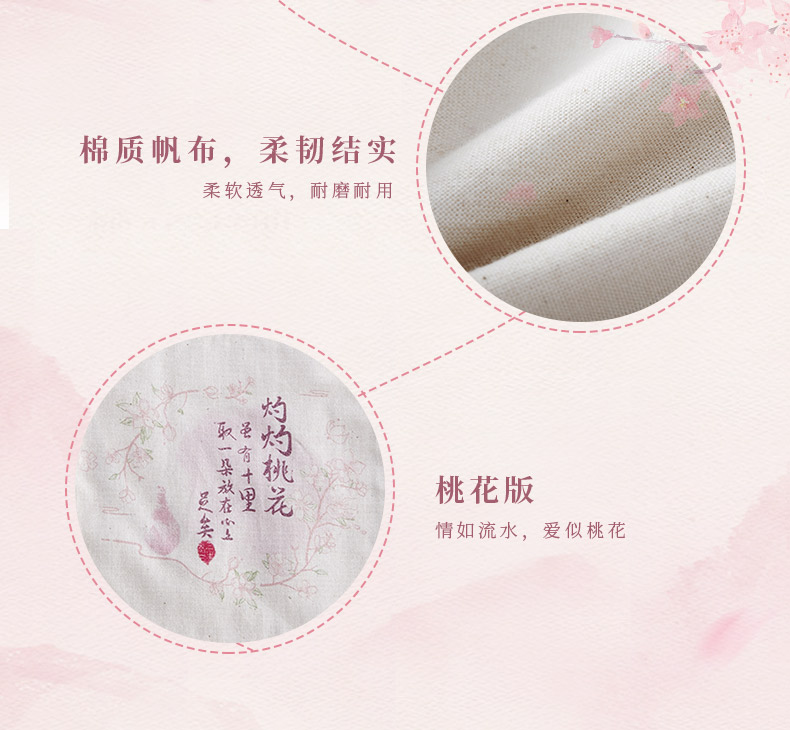 棉质帆布，柔韧结实
柔软透气，耐磨耐用
灼灼桃花
虽有十里
取一朵放在心上
足矣
桃花版
情如流水，爱似桃花